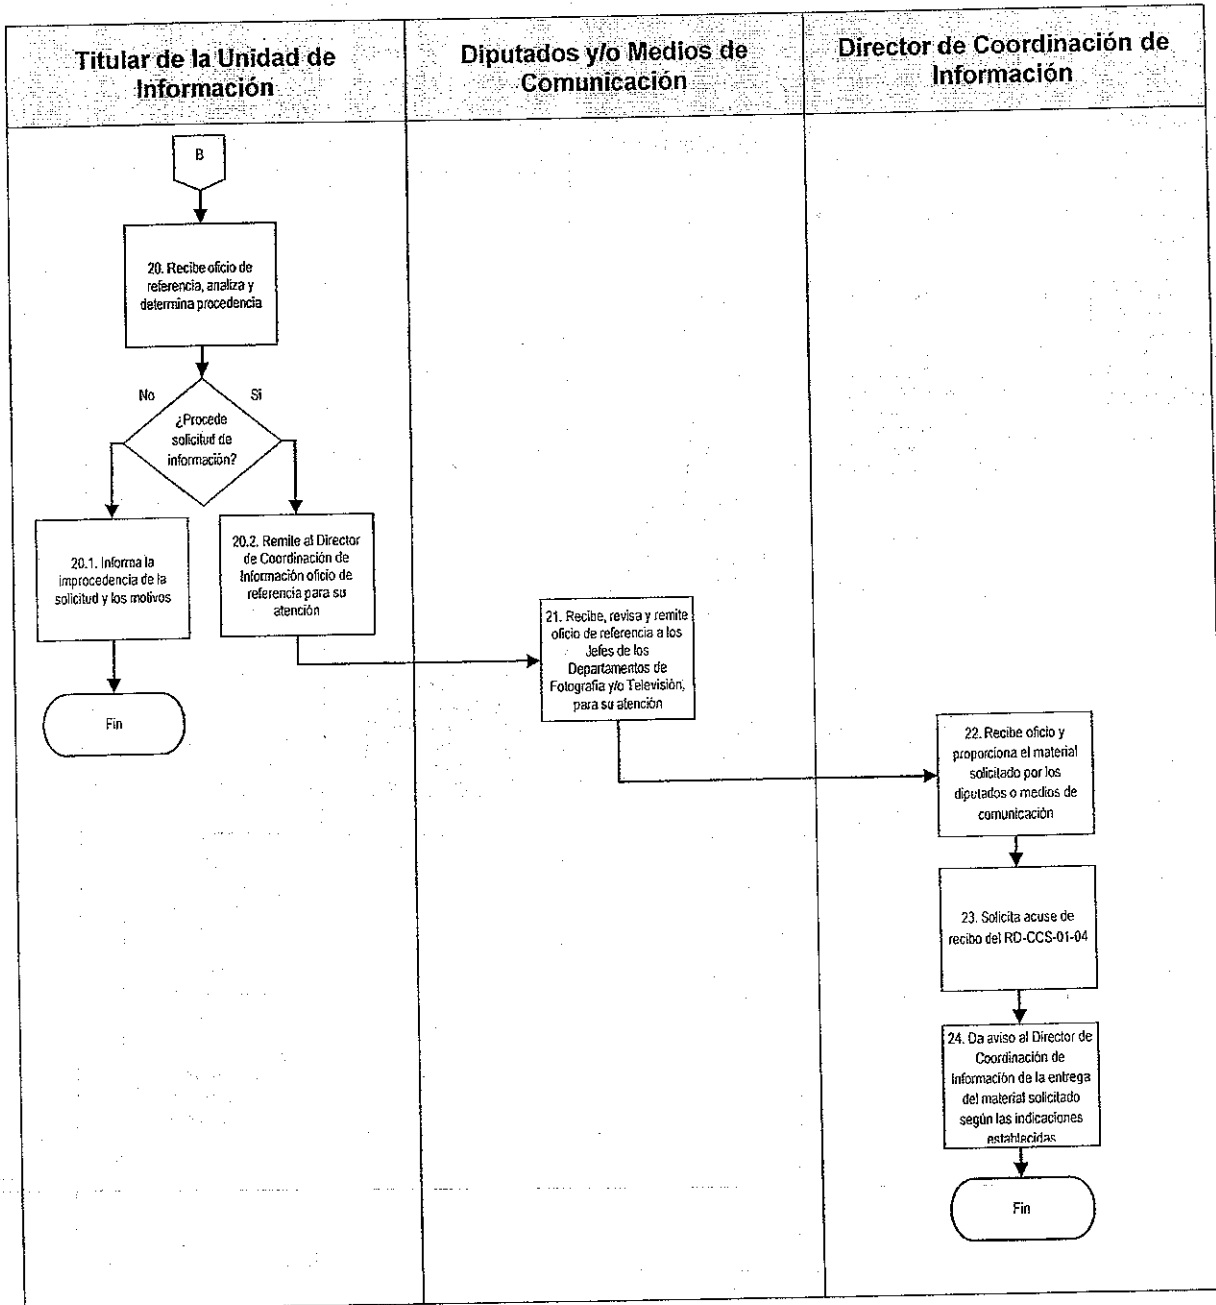 Titular de la Unidad de
Información
Diputados y/o Medios de
Comunicación
Director de Coordinación de
Información
B
20. Recibe oficio de
referencia, analiza y
determina procedencia
No
Si
¿Procede
solicitud de
información?
20.1. Informa la
improcedencia de la
solicitud y los motivos
20.2. Remite al Director
de Coordinación de
Información oficio de
referencia para su
atención
Fin
21. Recibe, revisa y remite
oficio de referencia a los
Jefes de los
Departamentos de
Fotografía y/o Televisión,
para su atención
22. Recibe oficio y
proporciona el material
solicitado por los
diputados o medios de
comunicación
23. Solicita acuse de
recibo del RD-CCS-01-04
24. Da aviso al Director de
Coordinación de
Información de la entrega
del material solicitado
según las indicaciones
establecidas
Fin